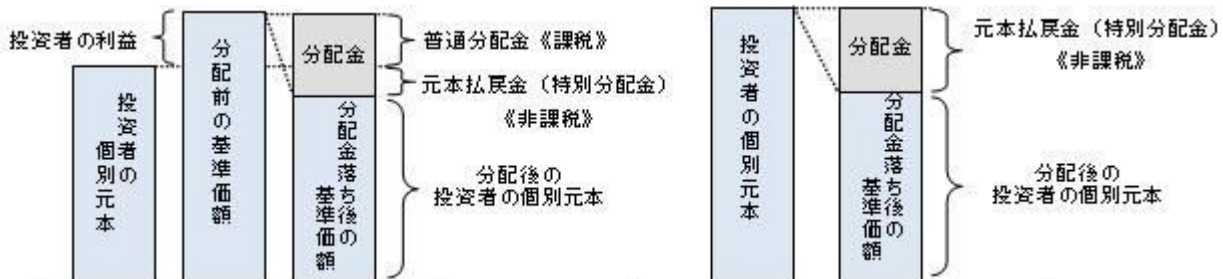 投資者の利益
投資者の
個別元本
分配前の基準価額
分配金
分配金落ち後の
基準価額
普通分配金《課税》
元本払戻金（特別分配金）
《非課税》
分配後の
投資者の個別元本
投資者の個別元本
分配金
分配金落ち後の
基準価額
元本払戻金（特別分配金）
《非課税》
分配後の
投資者の個別元本